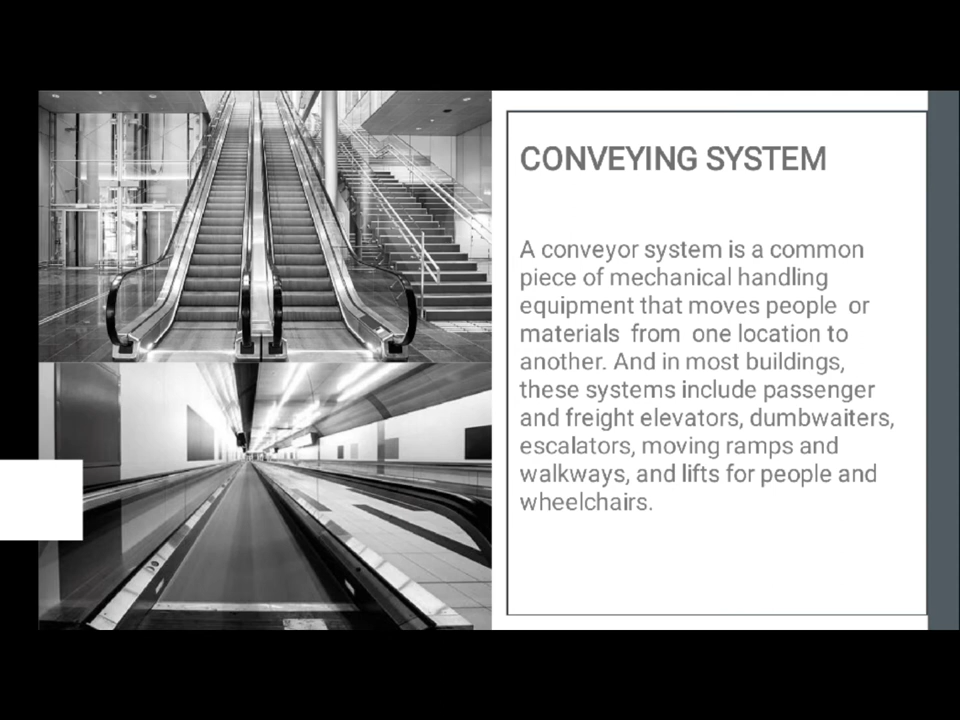 CONVEYING SYSTEM
A conveyor system is a common
piece of mechanical handling
equipment that moves people or
materials from one location to
another. And in most buildings,
these systems include passenger
and freight elevators, dumbwaiters,
escalators, moving ramps and
walkways, and lifts for people and
wheelchairs.